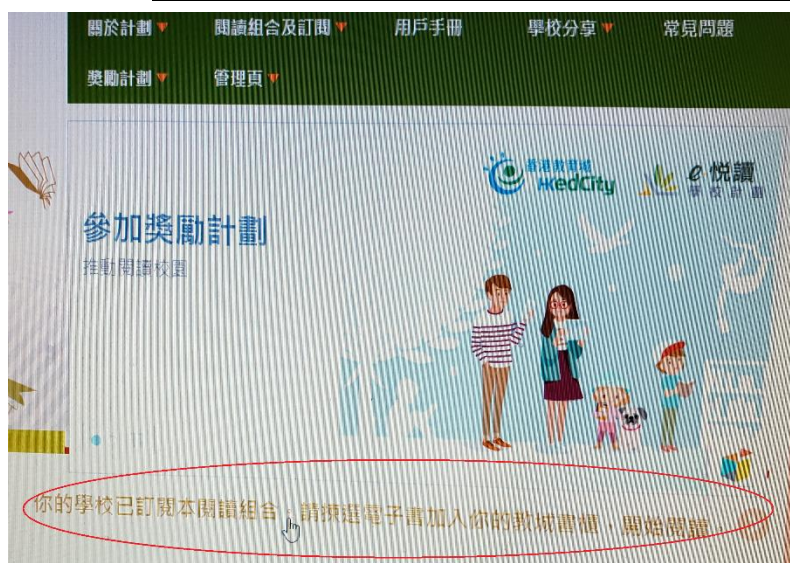 關於計劃
閱讀組合及訂閱
用戶手冊
學校分享
常見問題
獎勵計劃
管理頁
香港教育城
HKedCity
e悅讀
學校計劃
參加獎勵計劃
推動閱讀校園
你的學校已訂閱本閱讀組合。請揀選電子書加入你的教城書櫃，開始閱讀。